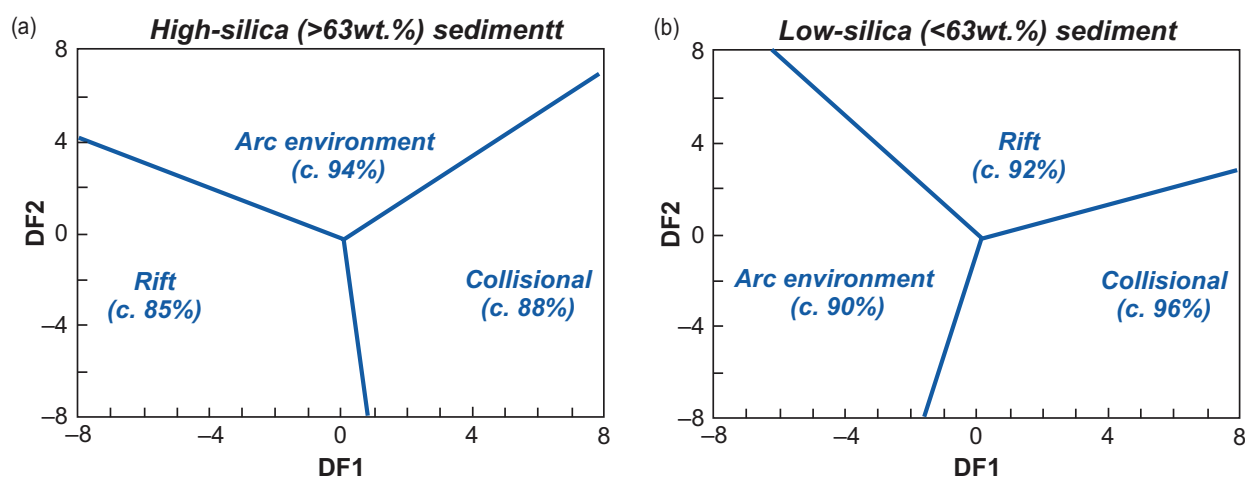 (a)
High-silica (>63wt.%) sedimentt
8
4
0
–4
–8
DF2
Arc environment
(c. 94%)
Rift
(c. 85%)
Collisional
(c. 88%)
–8
–4
0
4
8
DF1
(b)
Low-silica (<63wt.%) sediment
8
4
0
–4
–8
DF2
Rift
(c. 92%)
Arc environment
(c. 90%)
Collisional
(c. 96%)
–8
–4
0
4
8
DF1